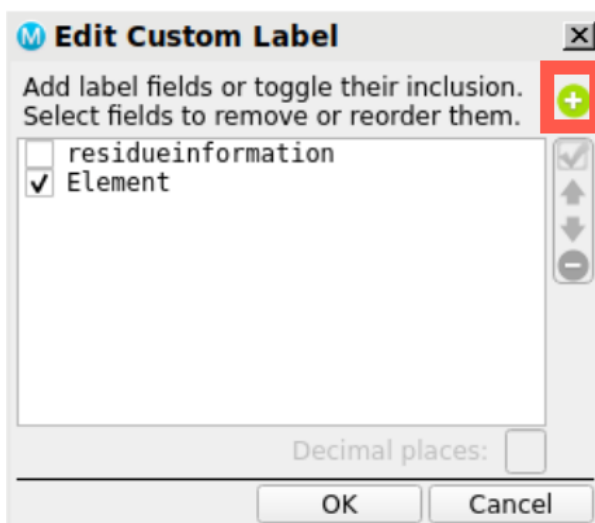 Edit Custom Label
Add label fields or toggle their inclusion.
Select fields to remove or reorder them.
residueinformation
Element
Decimal places:
OK
Cancel